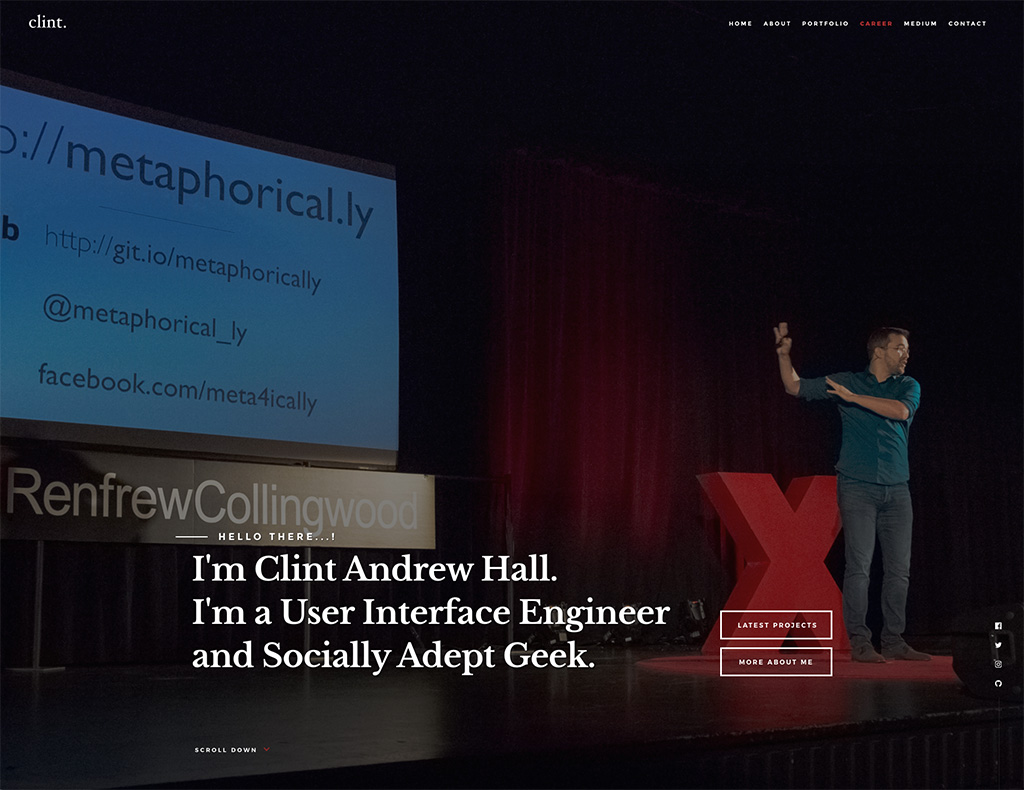 clint.
HOME ABOUT PORTFOLIO CAREER MEDIUM CONTACT
p://metaphorical.ly
b http://git.io/metaphorically
@metaphorical_ly
facebook.com/meta4ically
RenfrewCollingwood
X
HELLO THERE...!
I'm Clint Andrew Hall.
I'm a User Interface Engineer
and Socially Adept Geek.
LATEST PROJECTS
MORE ABOUT ME
SCROLL DOWN